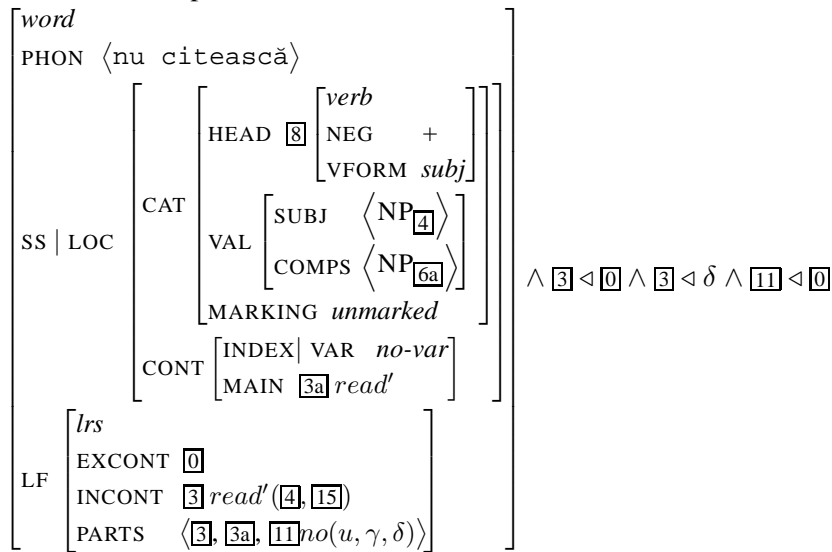 word
PHON ⟨nu citească⟩
verb
HEAD 8 NEG +
VFORM subj
CAT
SUBJ ⟨NP4⟩
VAL
COMPS ⟨NP6a⟩
SS | LOC
MARKING unmarked
∧ 3 ◁ 0 ∧ 3 ◁ δ ∧ 11 ◁ 0
INDEX| VAR no-var
CONT
MAIN 3a read′
lrs
EXCONT 0
LF
INCONT 3 read′(4, 15)
PARTS ⟨3, 3a, 11no(u, γ, δ)⟩